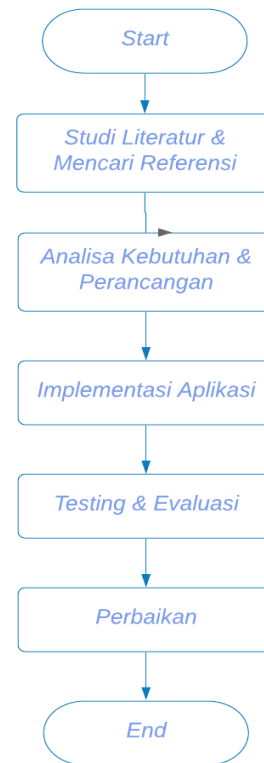 Start
Studi Literatur &
Mencari Referensi
Analisa Kebutuhan &
Perancangan
Implementasi Aplikasi
Testing & Evaluasi
Perbaikan
End